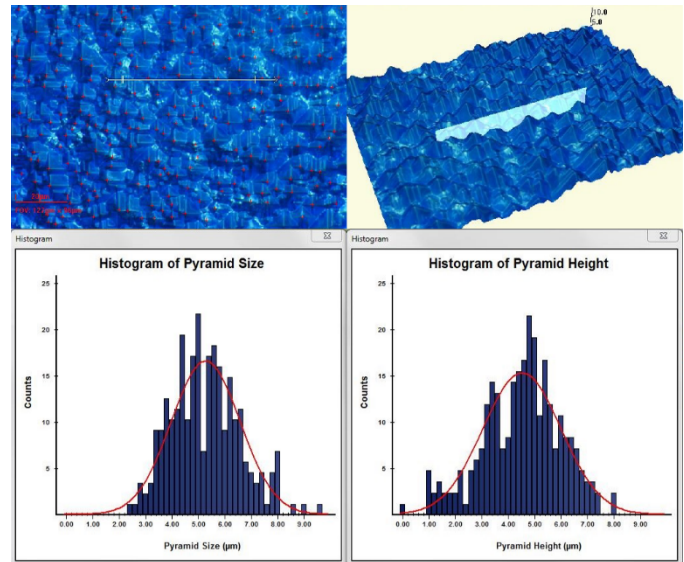 10.0
5.0
20µm
Histogram
Histogram of Pyramid Size
25
20
15
10
5
Counts
0.00 1.00 2.00 3.00 4.00 5.00 6.00 7.00 8.00 9.00
Pyramid Size (µm)
Histogram
Histogram of Pyramid Height
25
20
15
10
5
Counts
0.00 1.00 2.00 3.00 4.00 5.00 6.00 7.00 8.00 9.00
Pyramid Height (µm)